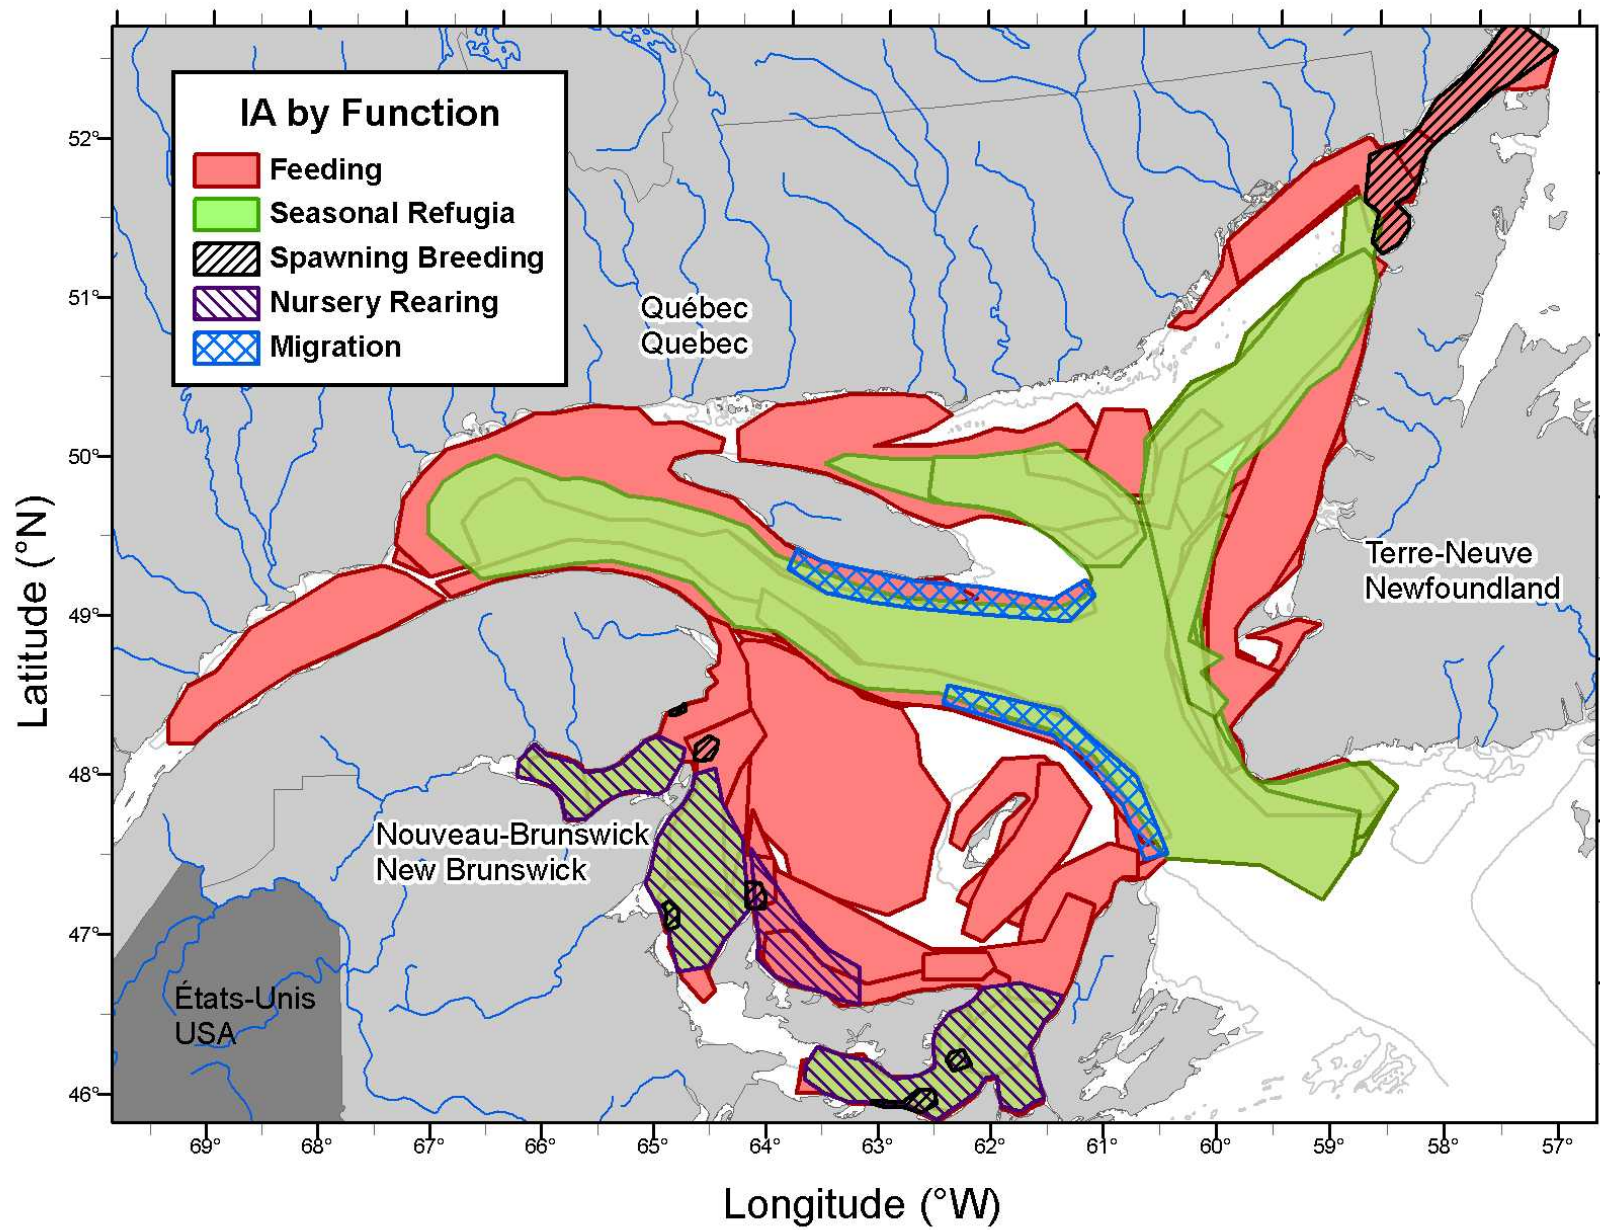 IA by Function
Feeding
Seasonal Refugia
Spawning Breeding
Nursery Rearing
Migration
52°
51°
50°
49°
48°
47°
46°
Latitude (°N)
Québec
Quebec
Terre-Neuve
Newfoundland
Nouveau-Brunswick
New Brunswick
États-Unis
USA
69°
68°
67°
66°
65°
64°
63°
62°
61°
60°
59°
58°
57°
Longitude (°W)